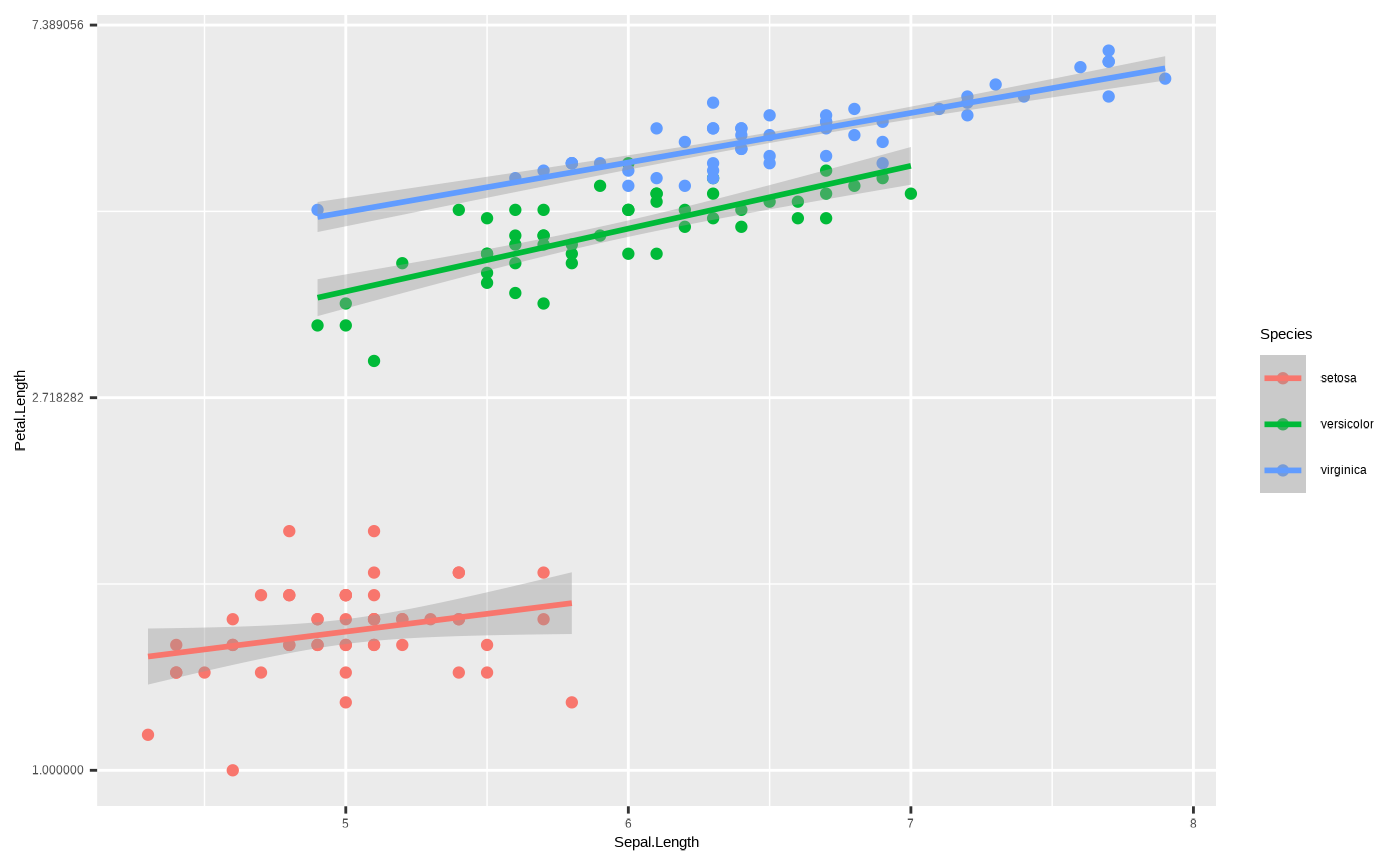 7.389056
2.718282
1.000000
Petal.Length
5
6
7
8
Sepal.Length
Species
setosa
versicolor
virginica